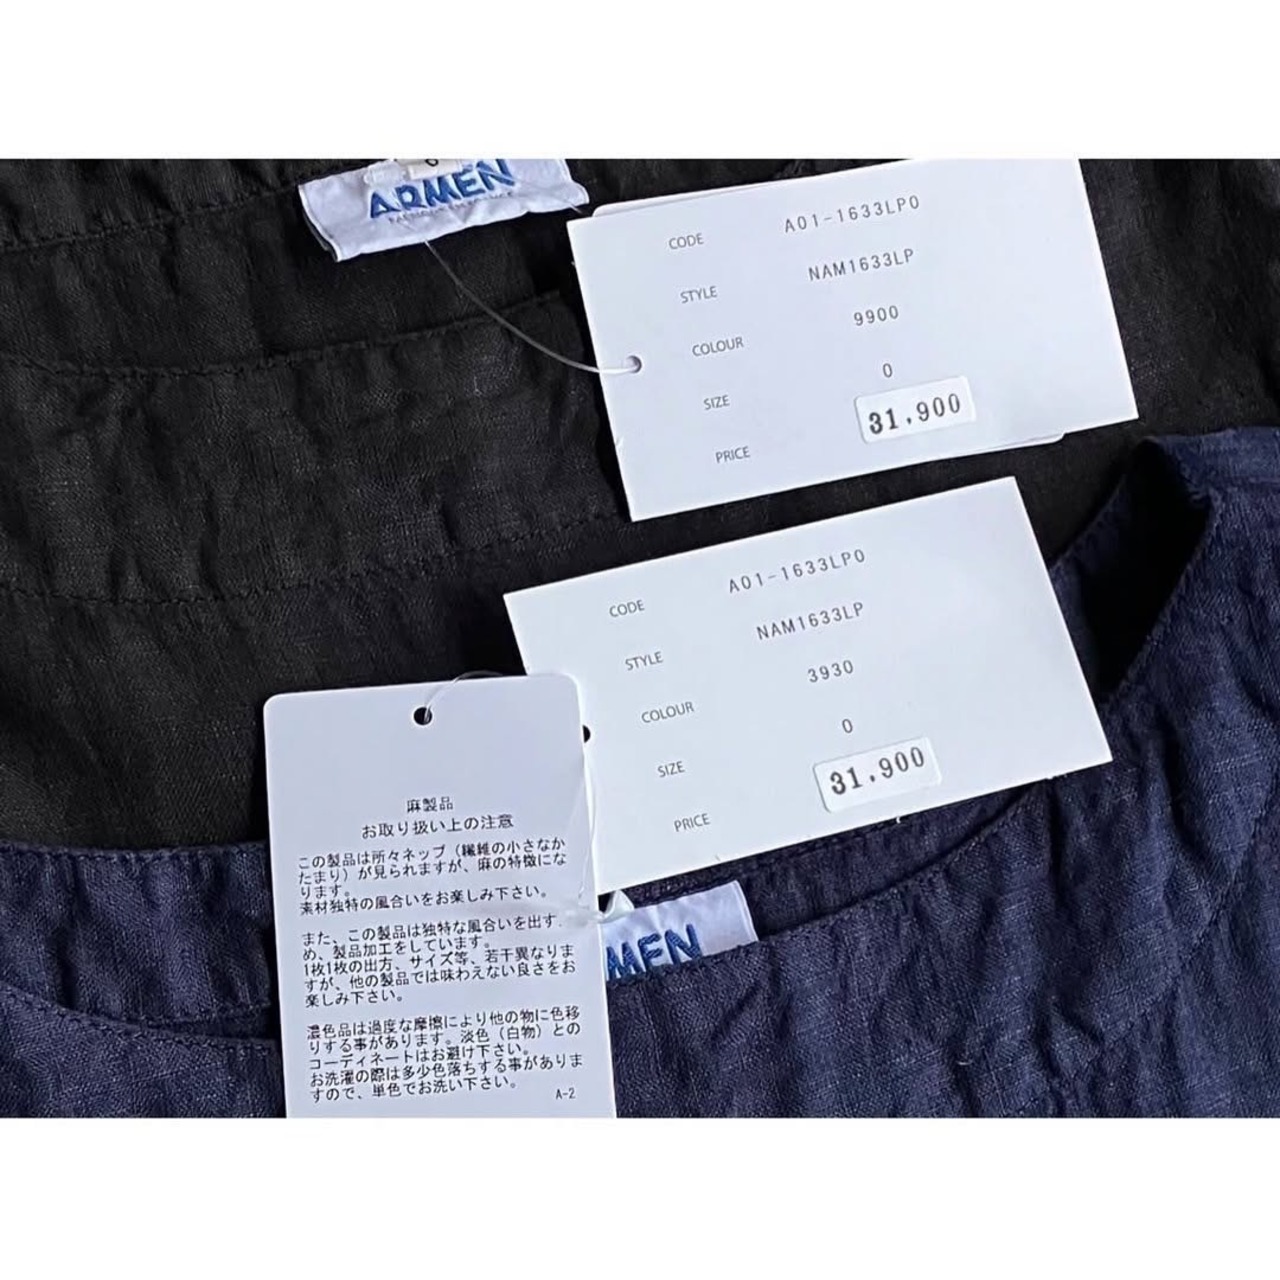 ARMEN
CODE A01-1633LP0
STYLE NAM1633LP
COLOUR 9900
SIZE 0
PRICE 31,900
CODE A01-1633LP0
STYLE NAM1633LP
COLOUR 3930
SIZE 0
PRICE 31,900
MEN
麻製品
お取り扱い上の注意
この製品は所々ネップ（繊維の小さなか
たまり）が見られますが、麻の特徴にな
ります。
素材独特の風合いをお楽しみ下さい。
また、この製品は独特な風合いを出す
め、製品加工をしています。
1枚1枚の出方、サイズ等、若干異なりま
すが、他の製品では味わえない良さをお
楽しみ下さい。
濃色品は過度な摩擦により他の物に色移
りする事があります。淡色（白物）との
コーディネートはお避け下さい。
お洗濯の際は多少色落ちする事がありま
すので、単色でお洗い下さい。
A-2